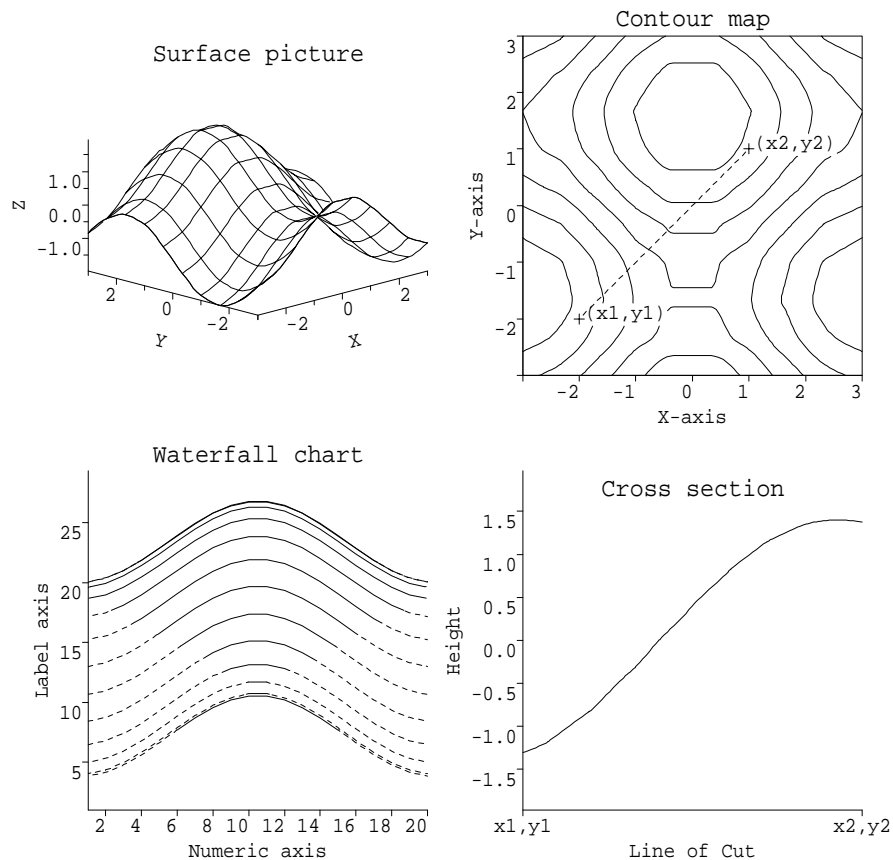 Surface picture
Z
1.0
0.0
-1.0
2
0
-2
Y
-2
0
2
X
Contour map
3
2
1
0
-1
-2
Y-axis
(x2,y2)
(x1,y1)
-2
-1
0
1
2
3
X-axis
Waterfall chart
25
20
15
10
5
Label axis
2 4 6 8 10 12 14 16 18 20
Numeric axis
Cross section
1.5
1.0
0.5
0.0
-0.5
-1.0
-1.5
Height
x1,y1
x2,y2
Line of Cut